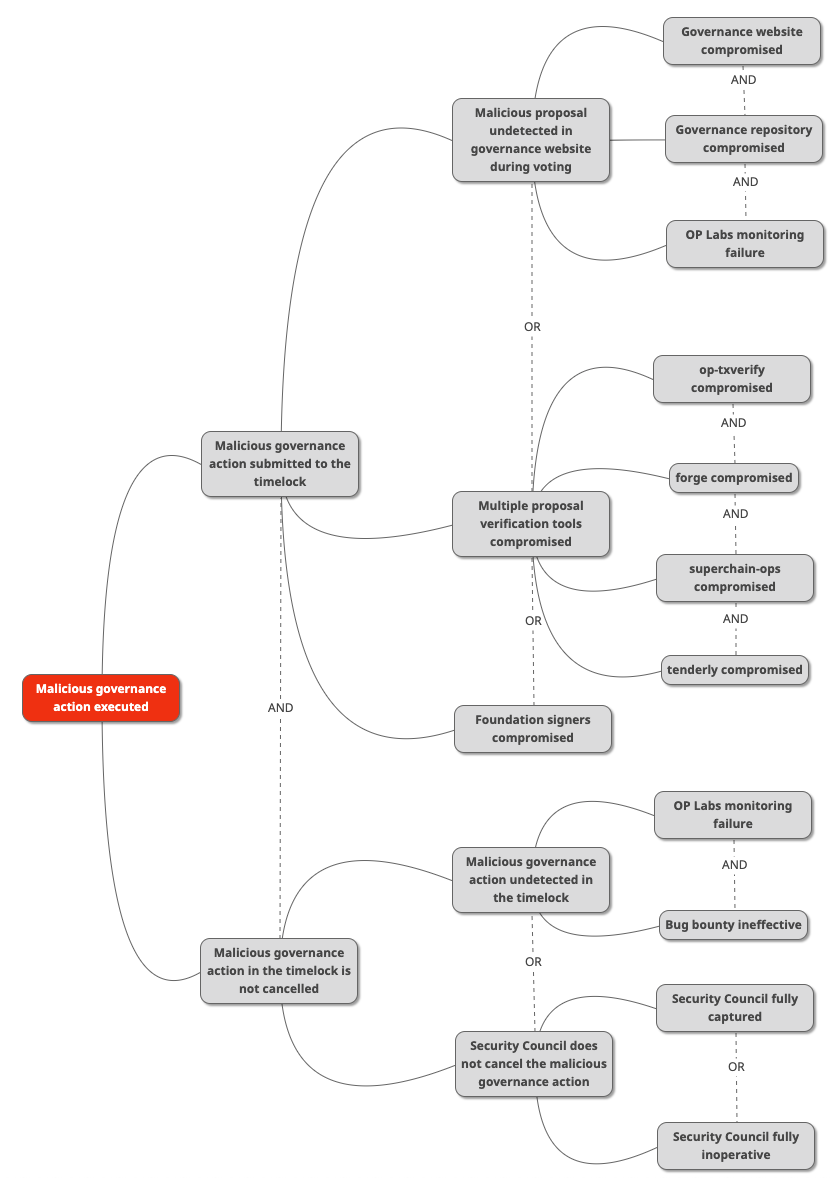 Governance website
compromised
AND
Malicious proposal
undetected in
governance website
during voting
Governance repository
compromised
AND
OP Labs monitoring
failure
OR
op-txverify
compromised
AND
Malicious governance
action submitted to the
timelock
forge compromised
Multiple proposal
verification tools
compromised
AND
superchain-ops
compromised
OR
AND
tenderly compromised
Malicious governance
action executed
AND
Foundation signers
compromised
OP Labs monitoring
failure
AND
Malicious governance
action undetected in
the timelock
Bug bounty ineffective
Malicious governance
action in the timelock is
not cancelled
OR
Security Council fully
captured
Security Council does
not cancel the malicious
governance action
OR
Security Council fully
inoperative